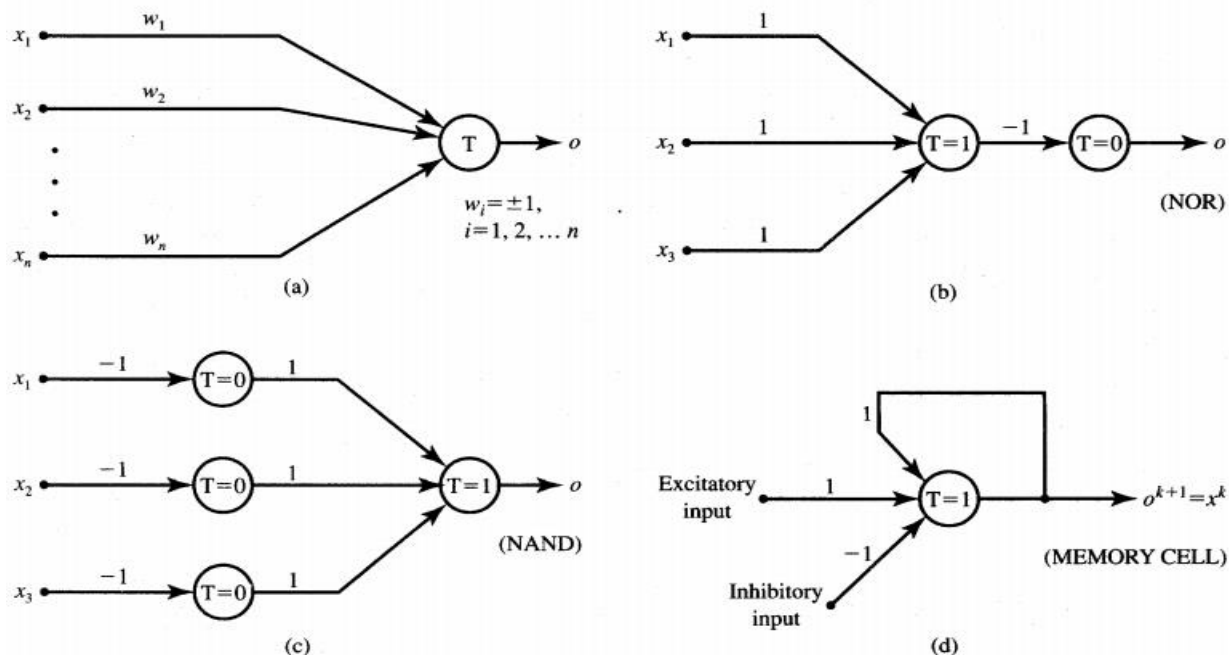 x₁ w₁
x₂ w₂
T o
wᵢ=±1,
i=1, 2, … n
xₙ wₙ
(a)
x₁ 1
x₂ 1 T=1 −1 T=0 o
(NOR)
x₃ 1
(b)
x₁ −1 T=0 1
x₂ −1 T=0 1 T=1 o
(NAND)
x₃ −1 T=0 1
(c)
1
Excitatory
input
1 T=1 oᵏ⁺¹=xᵏ
−1
(MEMORY CELL)
Inhibitory
input
(d)